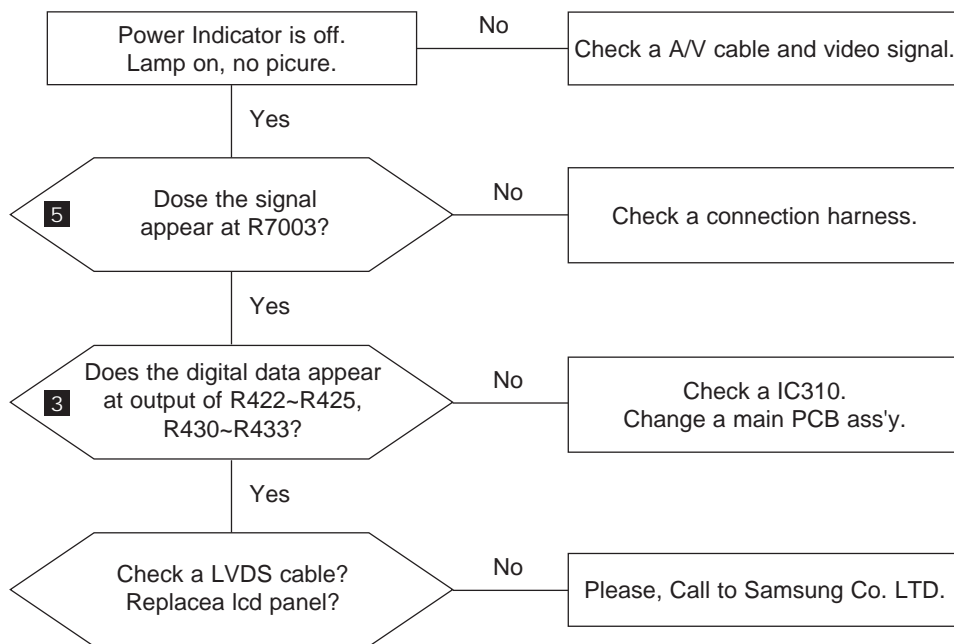 Power Indicator is off.
Lamp on, no picure.
No
Check a A/V cable and video signal.
Yes
5
Dose the signal
appear at R7003?
No
Check a connection harness.
Yes
3
Does the digital data appear
at output of R422~R425,
R430~R433?
No
Check a IC310.
Change a main PCB ass'y.
Yes
Check a LVDS cable?
Replacea lcd panel?
No
Please, Call to Samsung Co. LTD.